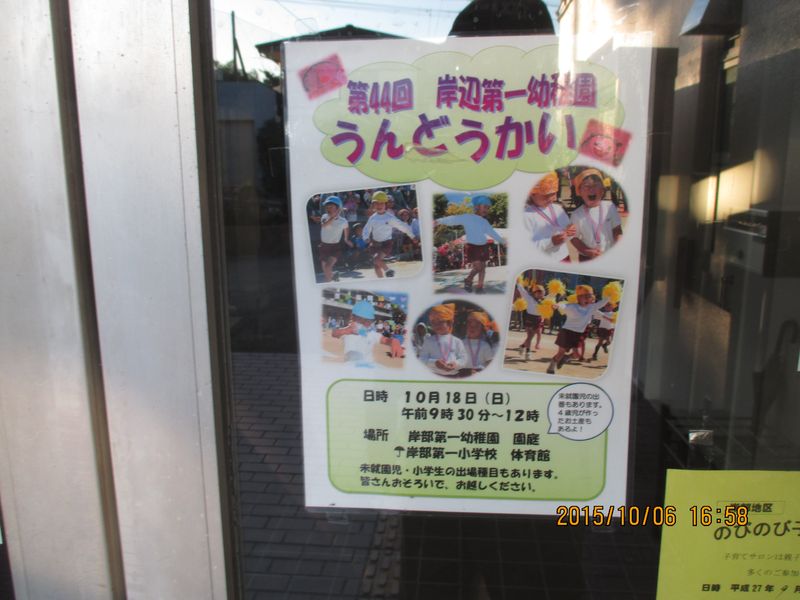 第44回 岸辺第一幼稚園
うんどうかい
日時 10月18日（日）
午前9時30分～12時
場所 岸部第一幼稚園 園庭
☂岸部第一小学校 体育館
未就園児・小学生の出場種目もあります。
皆さんおそろいで、お越しください。
未就園児の出
番もあります。
4歳児が作っ
たお土産も
あるよ！
2015/10/06 16:58
岸部地区
のびのび子
子育てサロンは親子
多くのご参加
日時 平成27年 9月